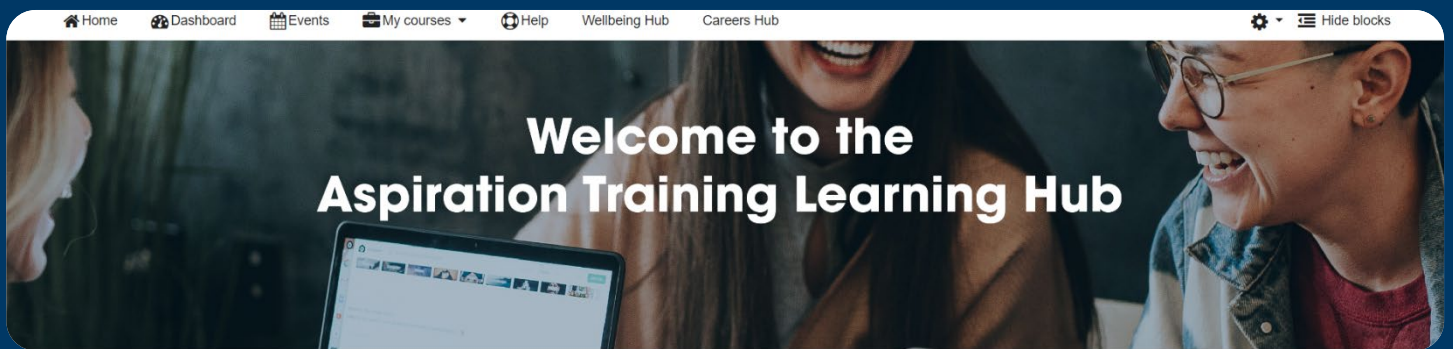 Home Dashboard Events My courses Help Wellbeing Hub Careers Hub Hide blocks
Welcome to the
Aspiration Training Learning Hub